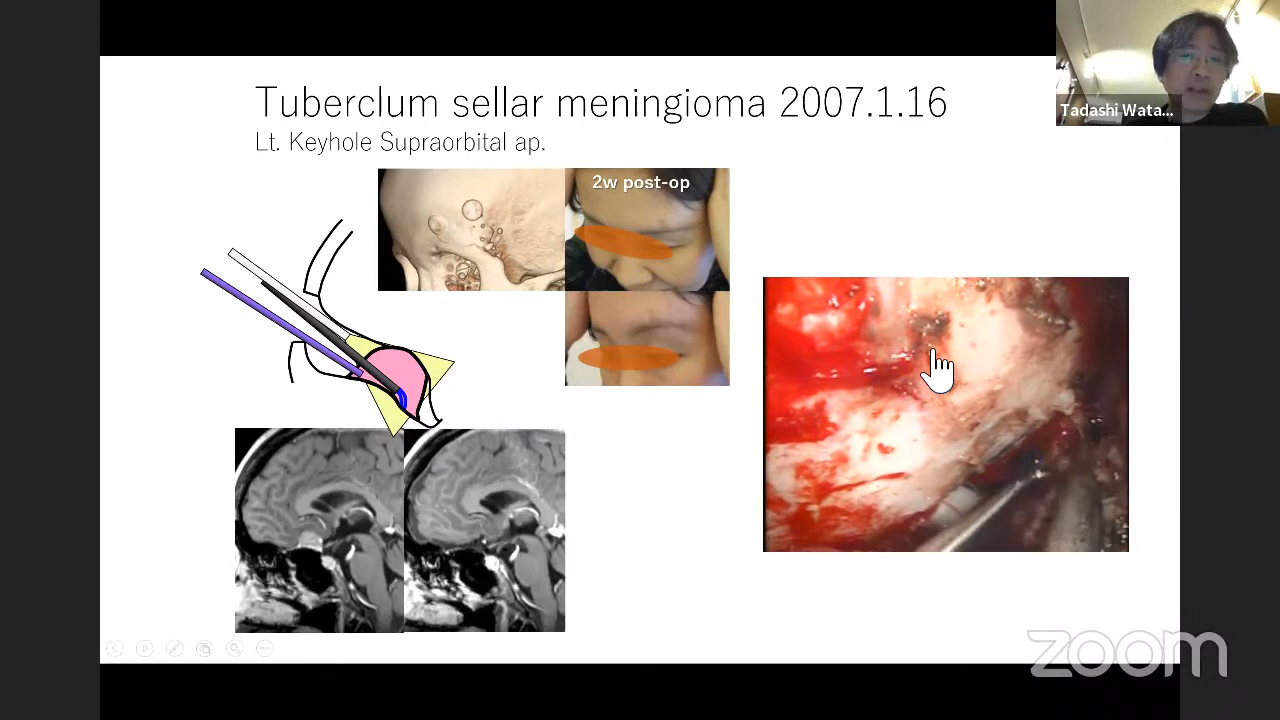 Tuberclum sellar meningioma 2007.1.16
Lt. Keyhole Supraorbital ap.
2w post-op
Tadashi Wata...
zoom